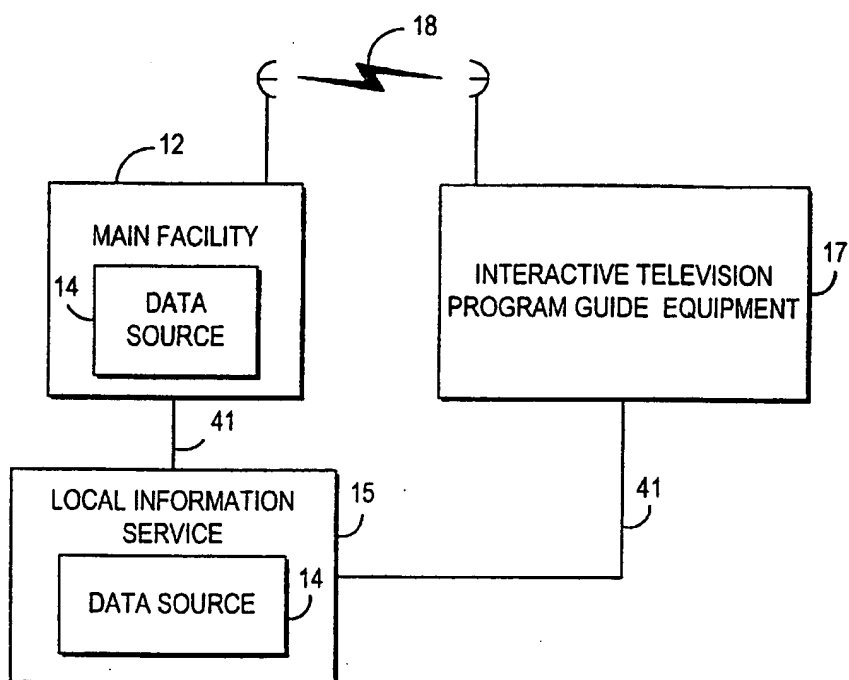 18
12
MAIN FACILITY
14
DATA
SOURCE
INTERACTIVE TELEVISION
PROGRAM GUIDE EQUIPMENT
17
41
LOCAL INFORMATION
SERVICE
15
DATA SOURCE
14
41